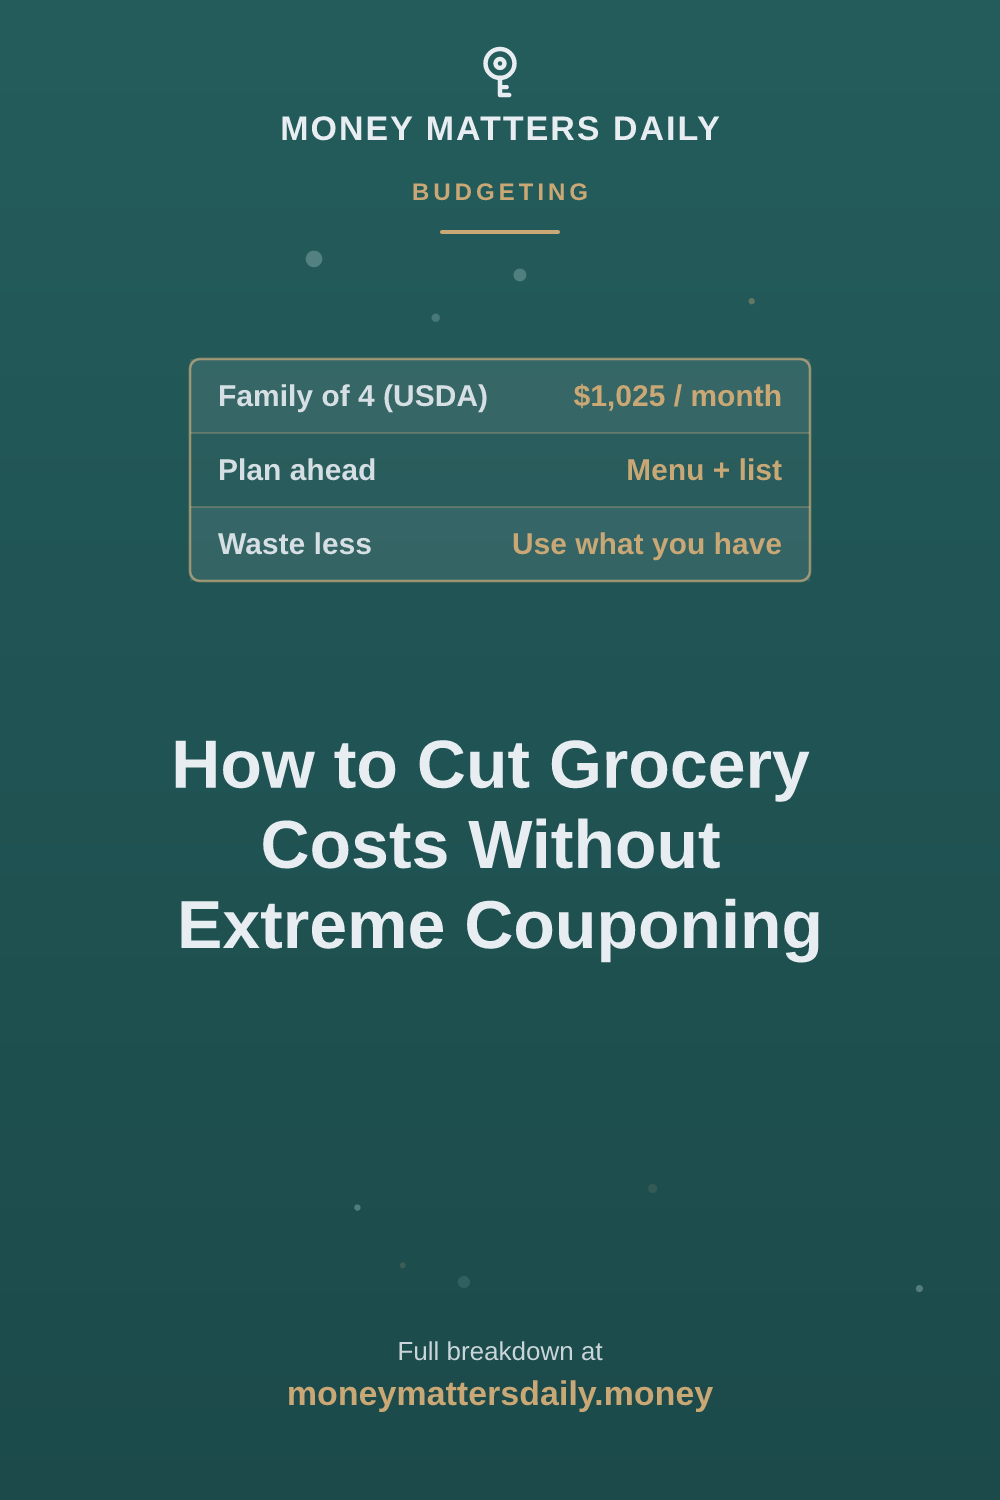 MONEY MATTERS DAILY
BUDGETING
Family of 4 (USDA) $1,025 / month
Plan ahead Menu + list
Waste less Use what you have
How to Cut Grocery
Costs Without
Extreme Couponing
Full breakdown at
moneymattersdaily.money